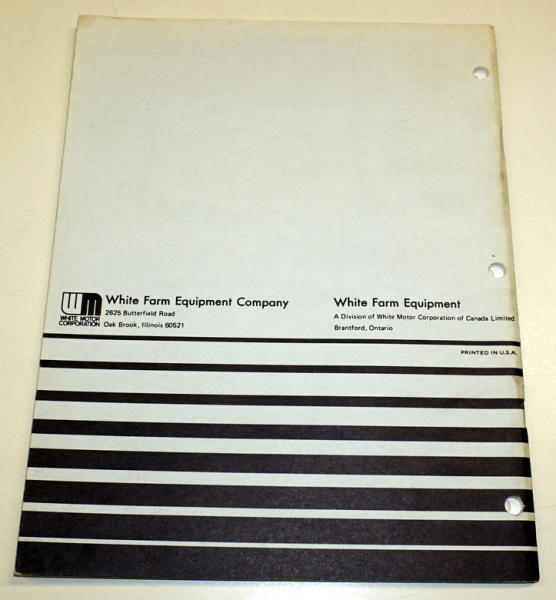 WM
WHITE MOTOR
CORPORATION
White Farm Equipment Company
2625 Butterfield Road
Oak Brook, Illinois 60521
White Farm Equipment
A Division of White Motor Corporation of Canada Limited
Brantford, Ontario
PRINTED IN U.S.A.